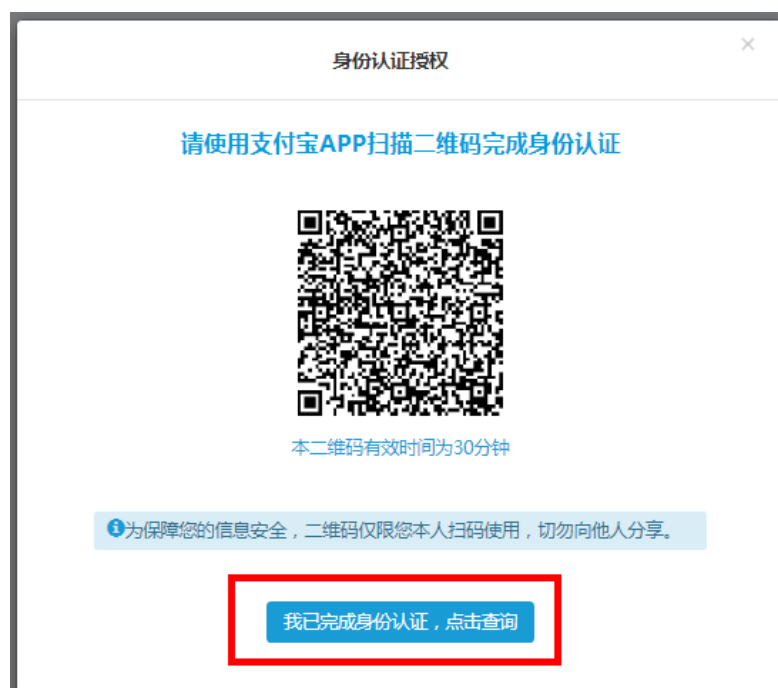 身份认证授权
×
请使用支付宝APP扫描二维码完成身份认证
本二维码有效时间为30分钟
为保障您的信息安全，二维码仅限您本人扫码使用，切勿向他人分享。
我已完成身份认证，点击查询